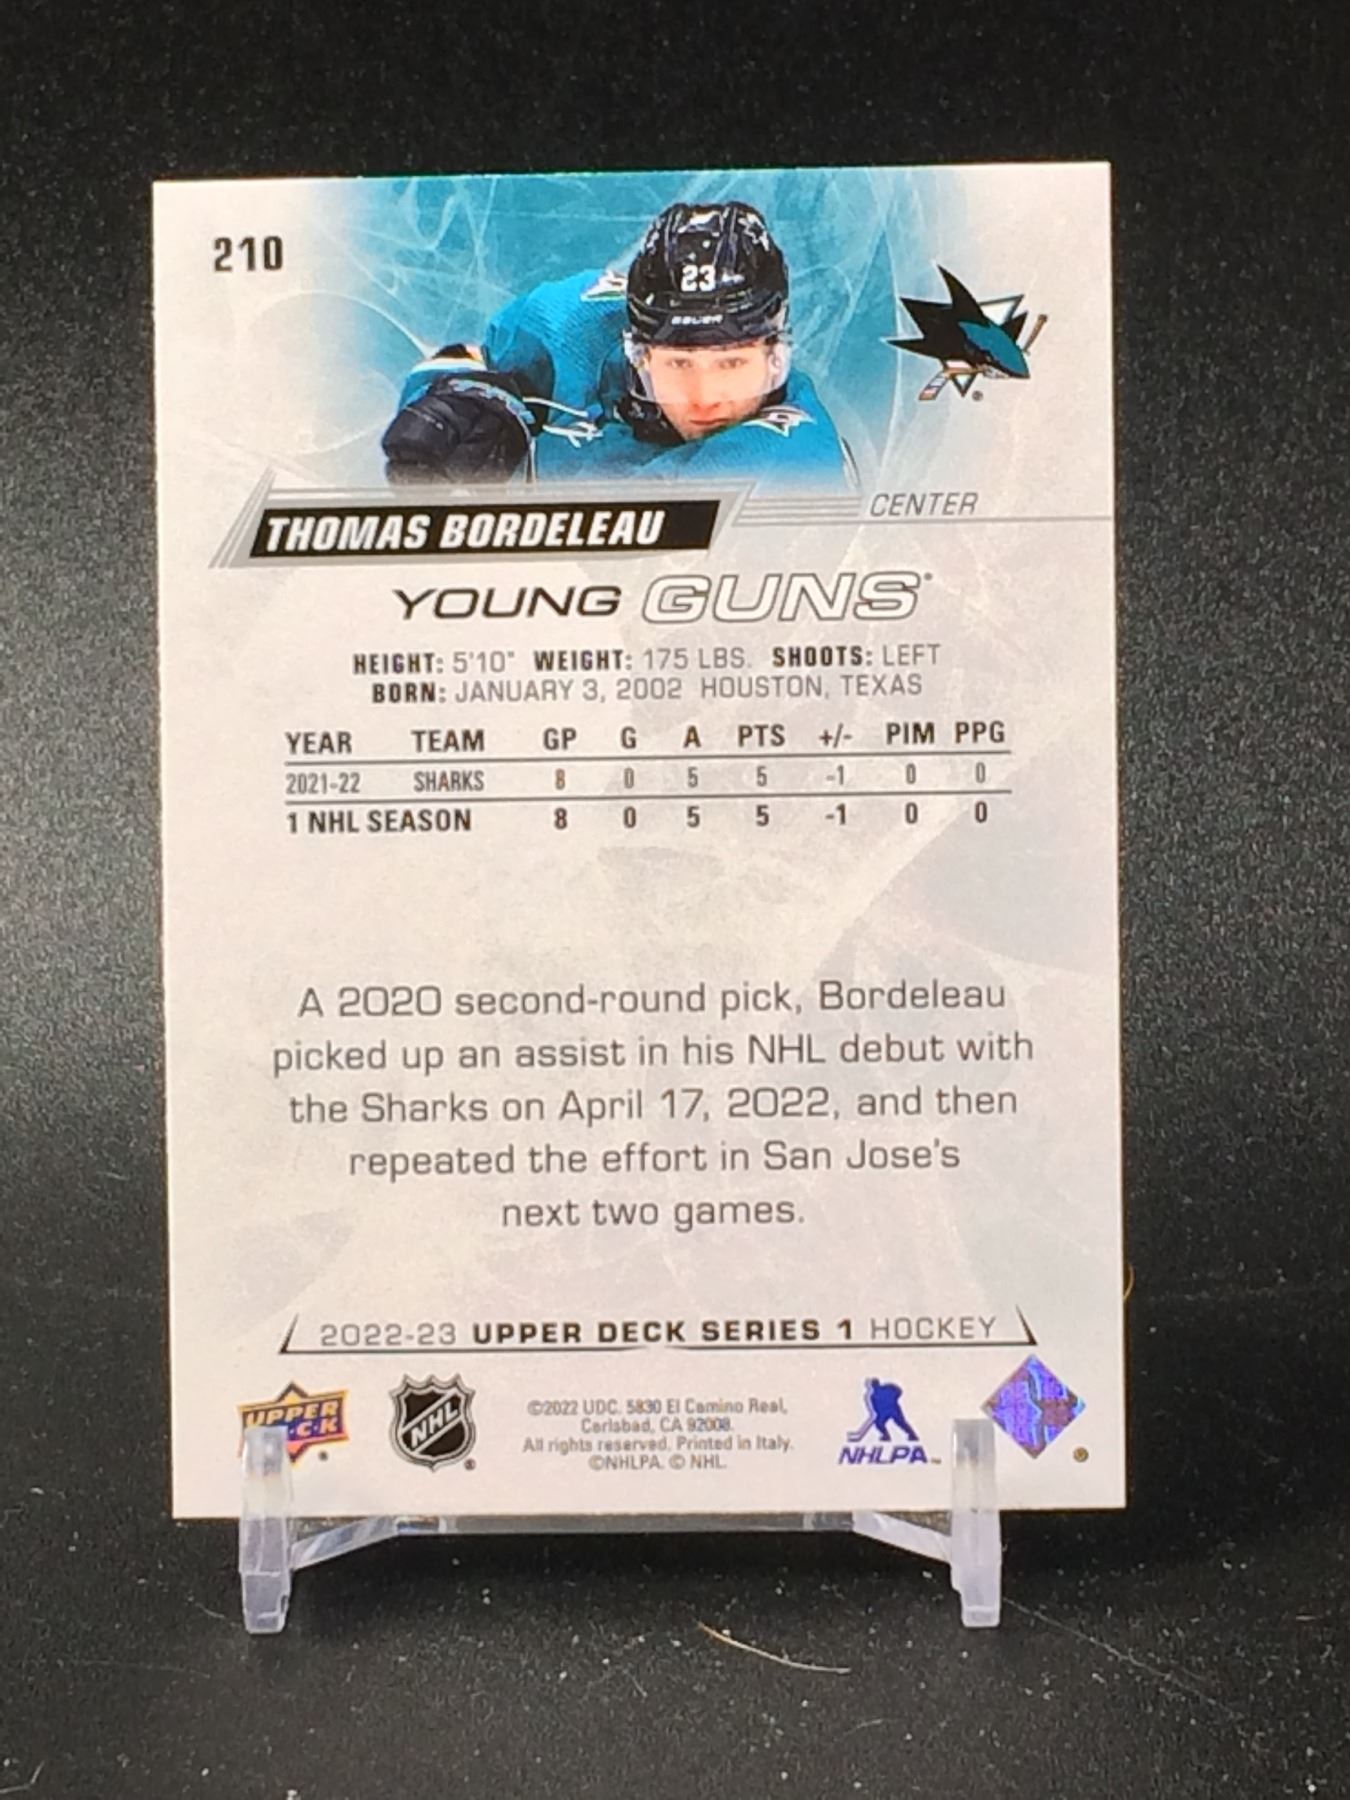 210
23
BAUER
CENTER
THOMAS BORDELEAU
YOUNG GUNS®
HEIGHT: 5'10" WEIGHT: 175 LBS. SHOOTS: LEFT
BORN: JANUARY 3, 2002 HOUSTON, TEXAS
YEAR TEAM GP G A PTS +/- PIM PPG
2021-22 SHARKS 8 0 5 5 -1 0 0
1 NHL SEASON 8 0 5 5 -1 0 0
A 2020 second-round pick, Bordeleau
picked up an assist in his NHL debut with
the Sharks on April 17, 2022, and then
repeated the effort in San Jose's
next two games.
2022-23 UPPER DECK SERIES 1 HOCKEY
UPPER
NHL
©2022 UDC. 5830 El Camino Real,
Carlsbad, CA 92008.
All rights reserved. Printed in Italy.
©NHLPA. © NHL.
NHLPA™